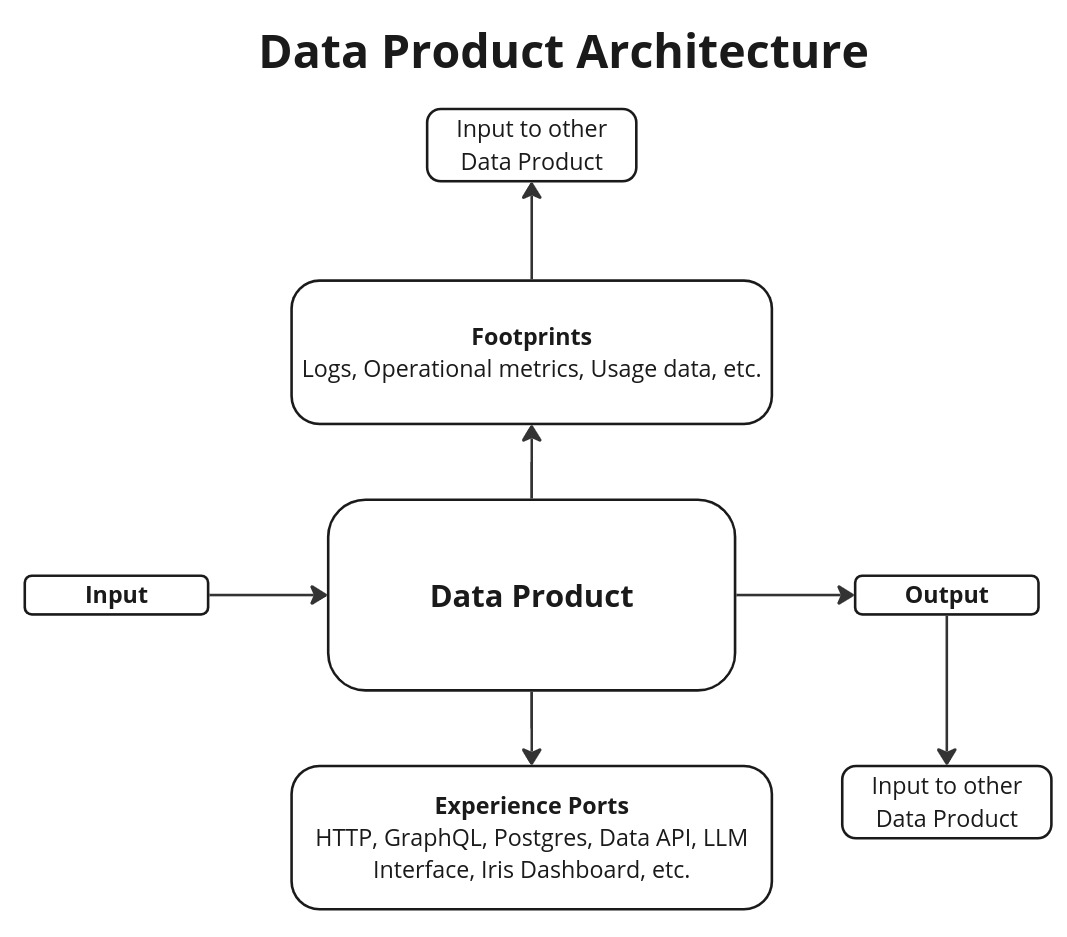 Data Product Architecture
Input to other
Data Product
Footprints
Logs, Operational metrics, Usage data, etc.
Input
Data Product
Output
Experience Ports
HTTP, GraphQL, Postgres, Data API, LLM
Interface, Iris Dashboard, etc.
Input to other
Data Product